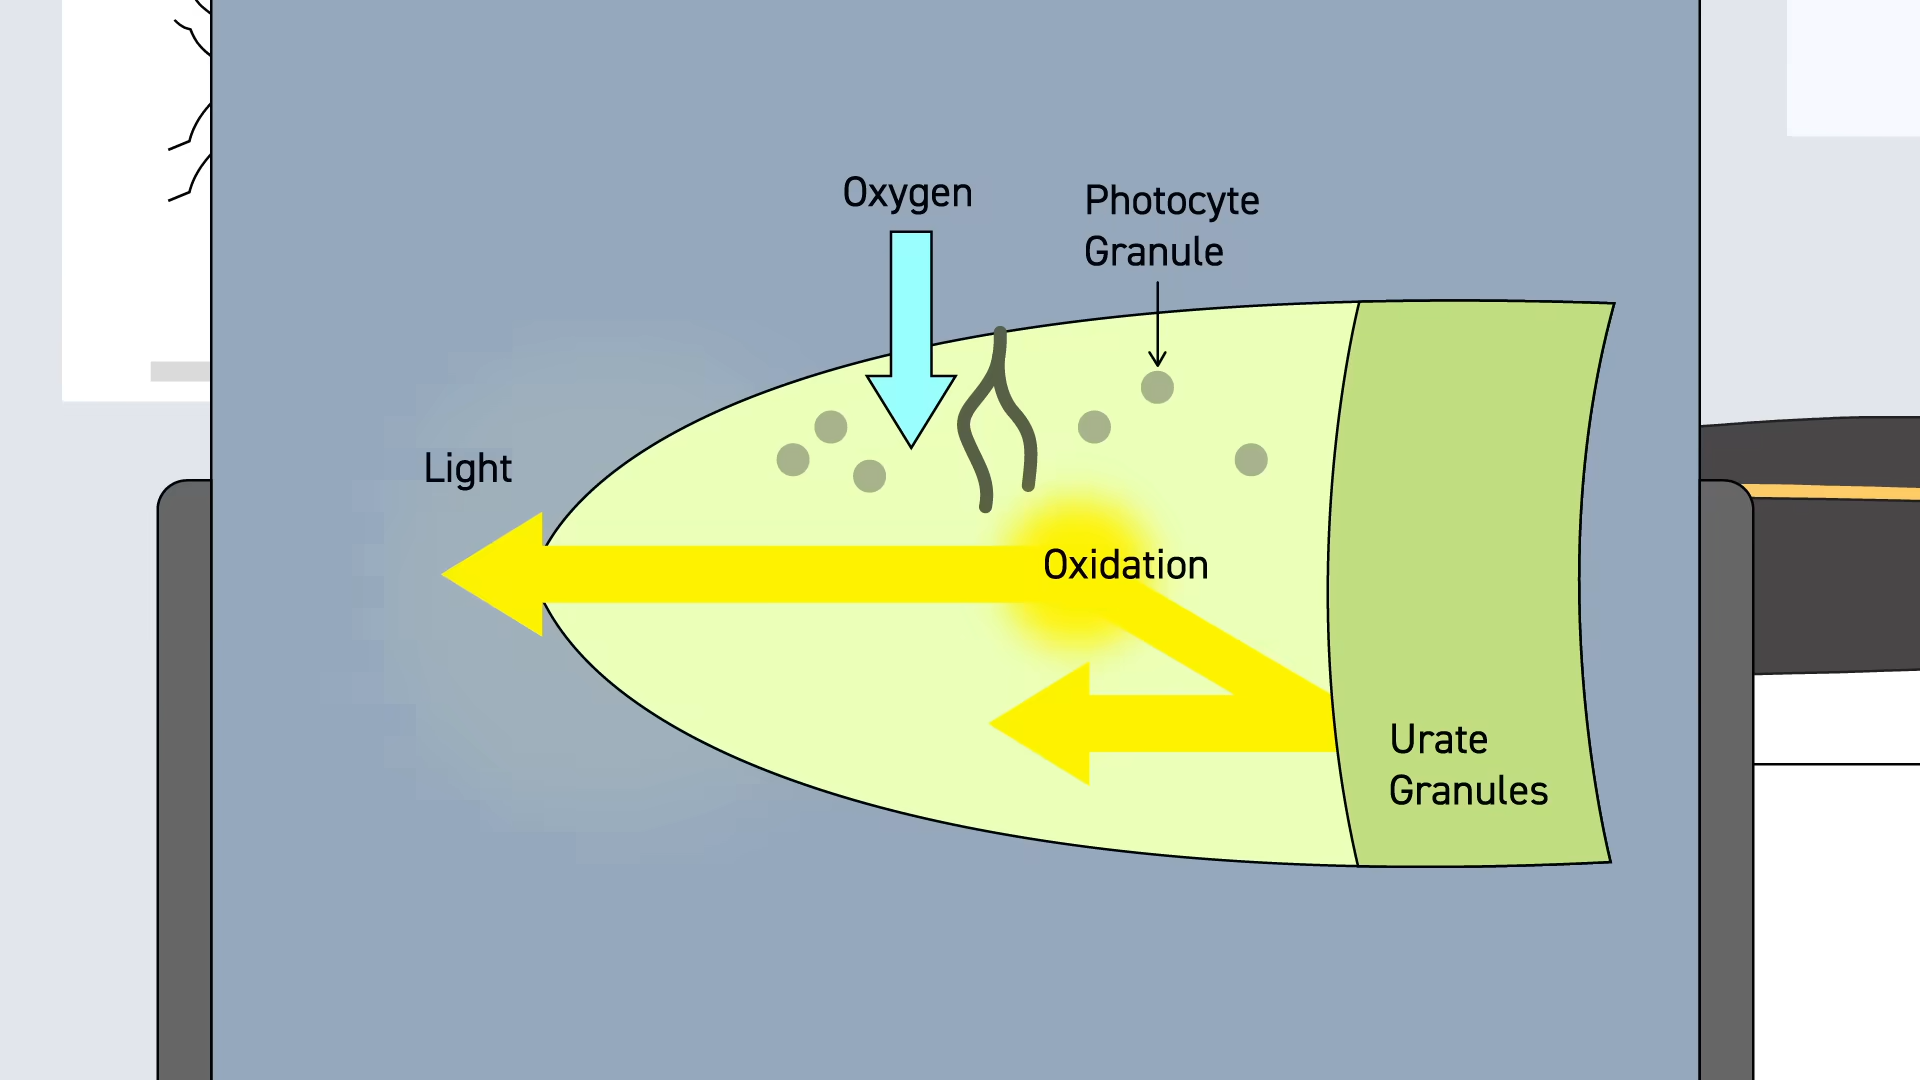 Oxygen
Photocyte
Granule
Light
Oxidation
Urate
Granules